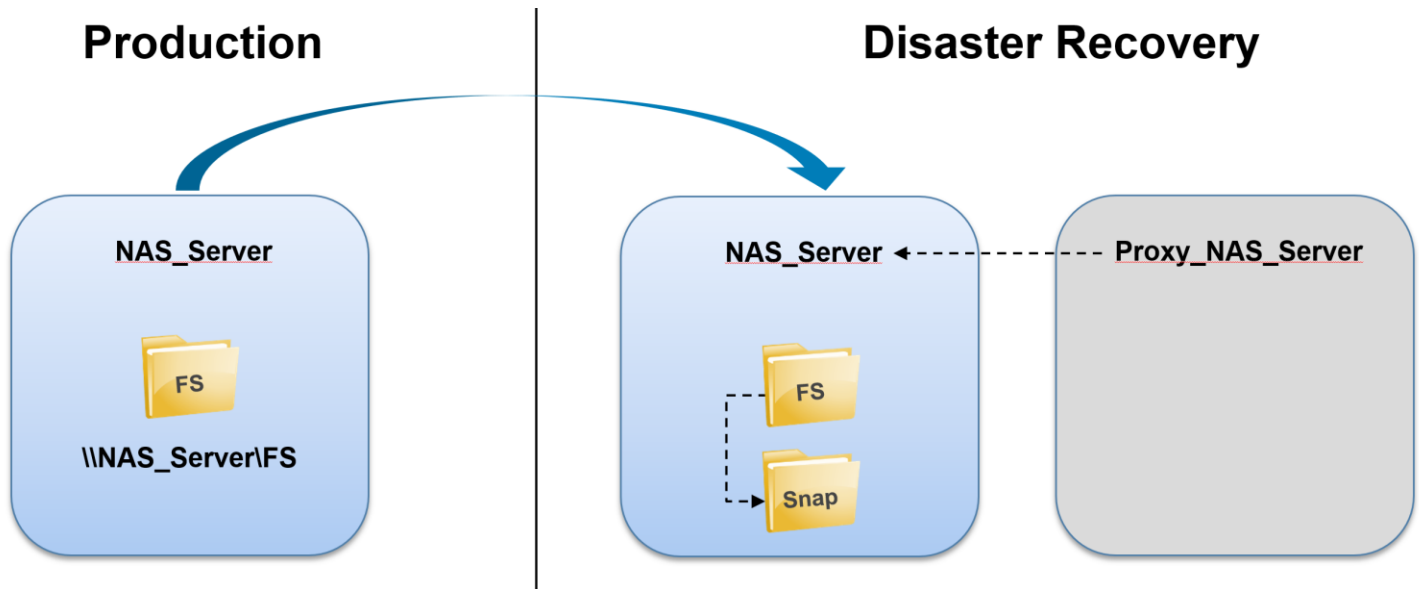 Production
Disaster Recovery
NAS_Server
FS
\\NAS_Server\FS
NAS_Server
FS
Snap
Proxy_NAS_Server